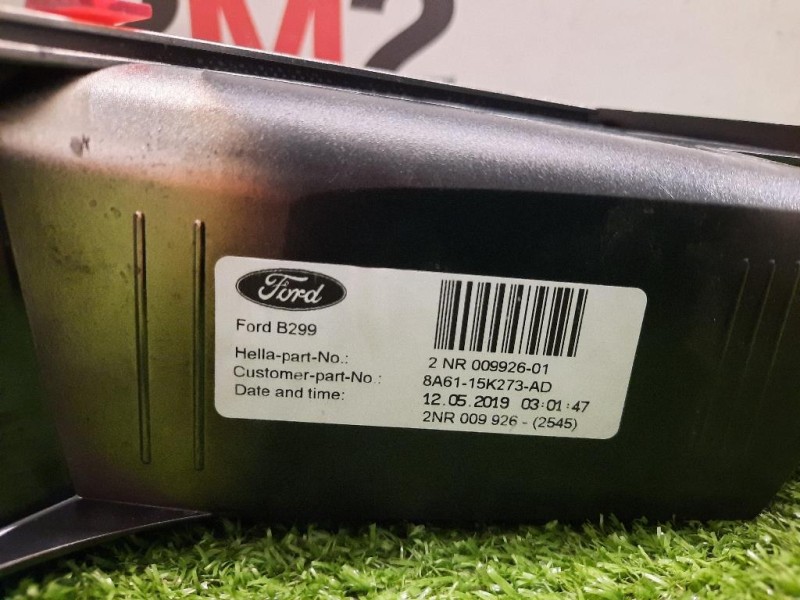 M2
Ford
Ford B299
Hella-part-No.: 2 NR 009926-01
Customer-part-No.: 8A61-15K273-AD
Date and time: 12.05.2019 03:01:47
2NR 009 926 - (2545)